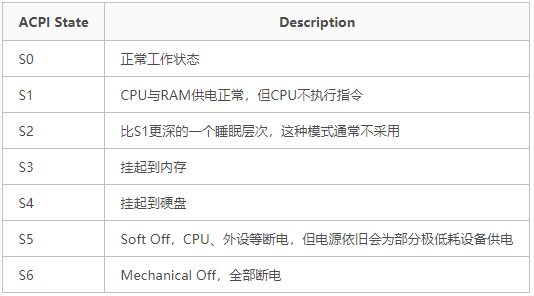 ACPI State Description
S0 正常工作状态
S1 CPU与RAM供电正常，但CPU不执行指令
S2 比S1更深的一个睡眠层次，这种模式通常不采用
S3 挂起到内存
S4 挂起到硬盘
S5 Soft Off，CPU、外设等断电，但电源依旧会为部分极低耗设备供电
S6 Mechanical Off，全部断电